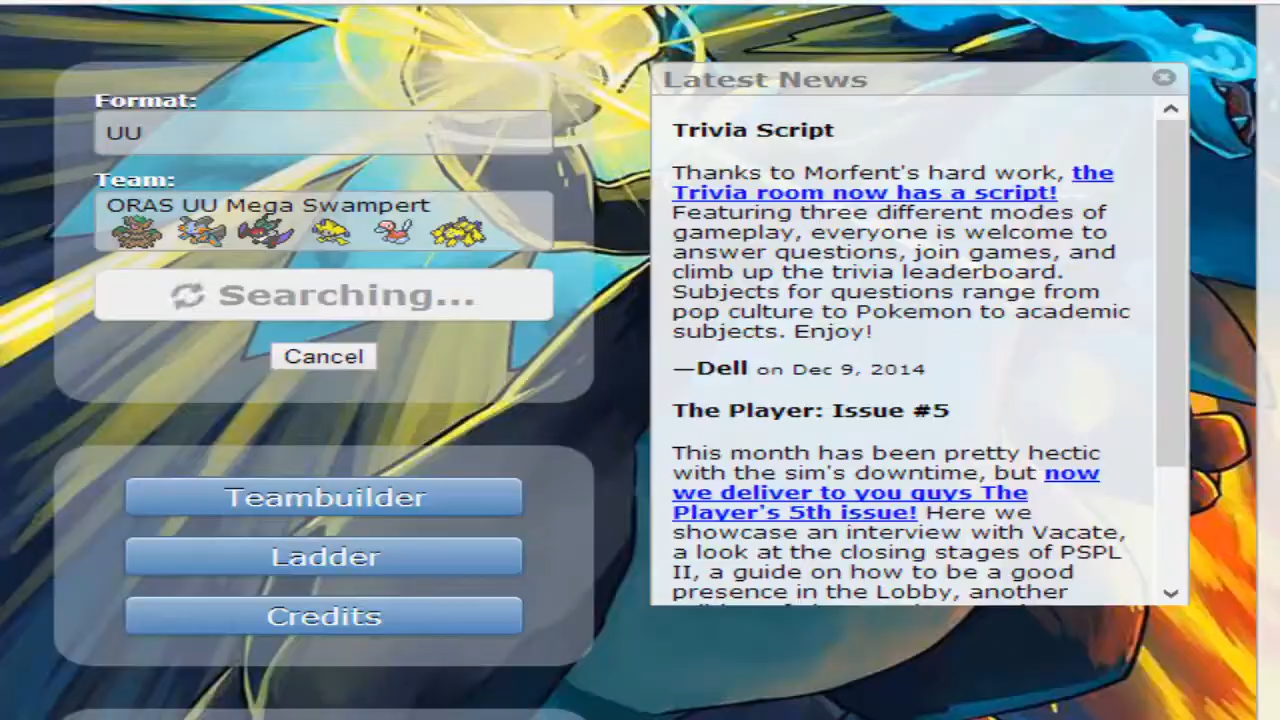 Format:
UU
Team:
ORAS UU Mega Swampert
Searching...
Cancel
Teambuilder
Ladder
Credits
Latest News
Trivia Script
Thanks to Morfent's hard work, the
Trivia room now has a script!
Featuring three different modes of
gameplay, everyone is welcome to
answer questions, join games, and
climb up the trivia leaderboard.
Subjects for questions range from
pop culture to Pokemon to academic
subjects. Enjoy!
—Dell on Dec 9, 2014
The Player: Issue #5
This month has been pretty hectic
with the sim's downtime, but now
we deliver to you guys The
Player's 5th issue! Here we
showcase an interview with Vacate,
a look at the closing stages of PSPL
II, a guide on how to be a good
presence in the Lobby, another